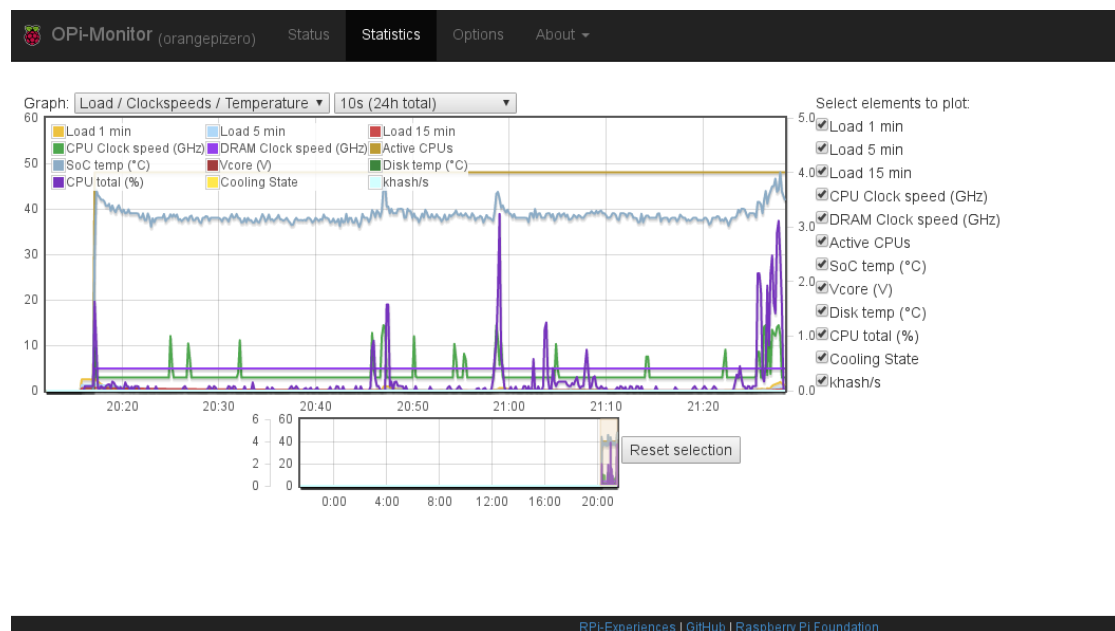 OPi-Monitor (orangepizero) Status Statistics Options About
Graph: Load / Clockspeeds / Temperature 10s (24h total)
Select elements to plot:
60 5.0
Load 1 min Load 5 min Load 15 min
CPU Clock speed (GHz) DRAM Clock speed (GHz) Active CPUs
SoC temp (°C) Vcore (V) Disk temp (°C)
CPU total (%) Cooling State khash/s
50
40
30
20
10
0
4.0
3.0
2.0
1.0
0.0
Load 1 min
Load 5 min
Load 15 min
CPU Clock speed (GHz)
DRAM Clock speed (GHz)
Active CPUs
SoC temp (°C)
Vcore (V)
Disk temp (°C)
CPU total (%)
Cooling State
khash/s
20:20 20:30 20:40 20:50 21:00 21:10 21:20
6 60
4 40
2 20
0 0
Reset selection
0:00 4:00 8:00 12:00 16:00 20:00
RPi-Experiences | GitHub | Raspberry Pi Foundation